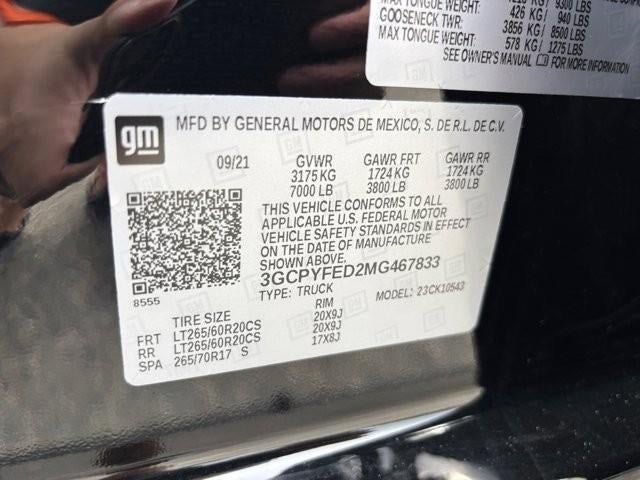 MAX TONGUE WEIGHT: 9300 LBS
426 KG / 940 LBS
GOOSENECK TWR: 3856 KG / 8500 LBS
MAX TONGUE WEIGHT: 578 KG / 1275 LBS
SEE OWNER'S MANUAL FOR MORE INFORMATION
gm
MFD BY GENERAL MOTORS DE MEXICO, S. DE R.L. DE C.V.
09/21 GVWR GAWR FRT GAWR RR
3175 KG 1724 KG 1724 KG
7000 LB 3800 LB 3800 LB
THIS VEHICLE CONFORMS TO ALL
APPLICABLE U.S. FEDERAL MOTOR
VEHICLE SAFETY STANDARDS IN EFFECT
ON THE DATE OF MANUFACTURE
SHOWN ABOVE.
3GCPYFED2MG467833
8555 TYPE: TRUCK MODEL: 23CK10543
TIRE SIZE RIM
FRT LT265/60R20CS 20X9J
RR LT265/60R20CS 20X9J
SPA 265/70R17 S 17X8J